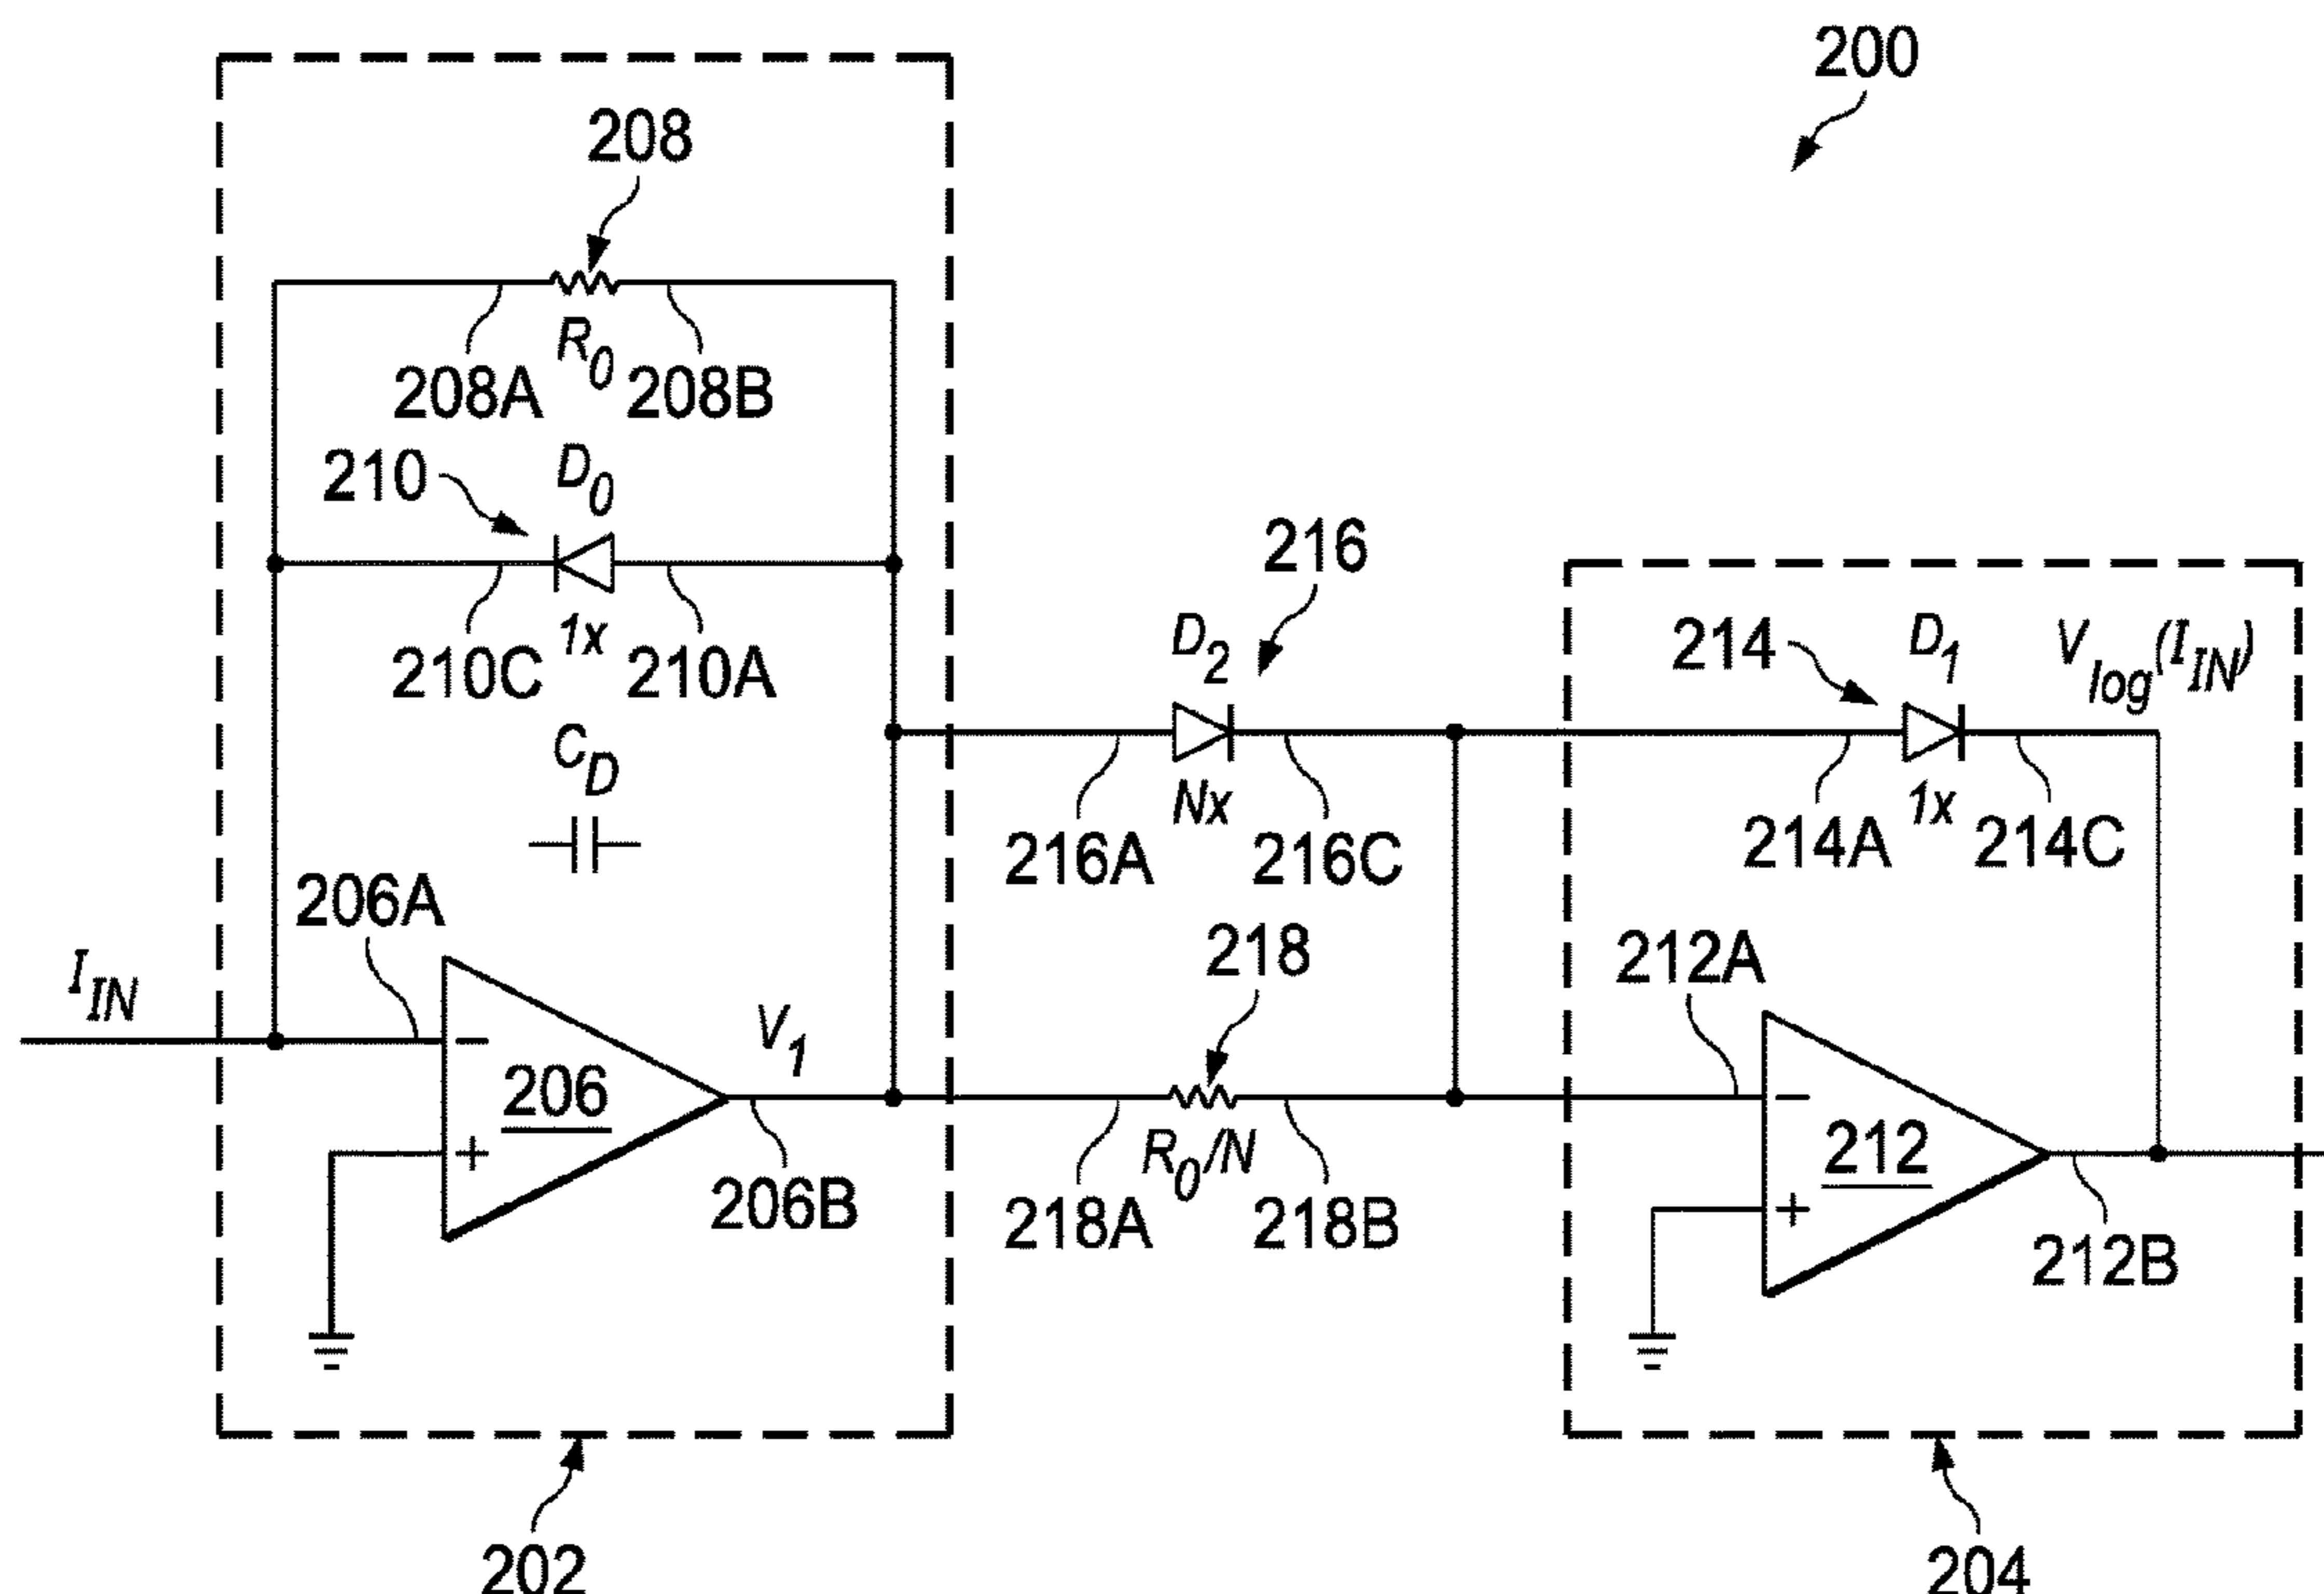 200
208
R0
208A
208B
210
D0
210C
1x
210A
216
D2
214
D1
Vlog(IIN)
CD
Nx
216A
216C
1x
214A
214C
206A
IIN
218
212A
V1
−
206
+
206B
R0/N
218A
218B
−
212
+
212B
202
204